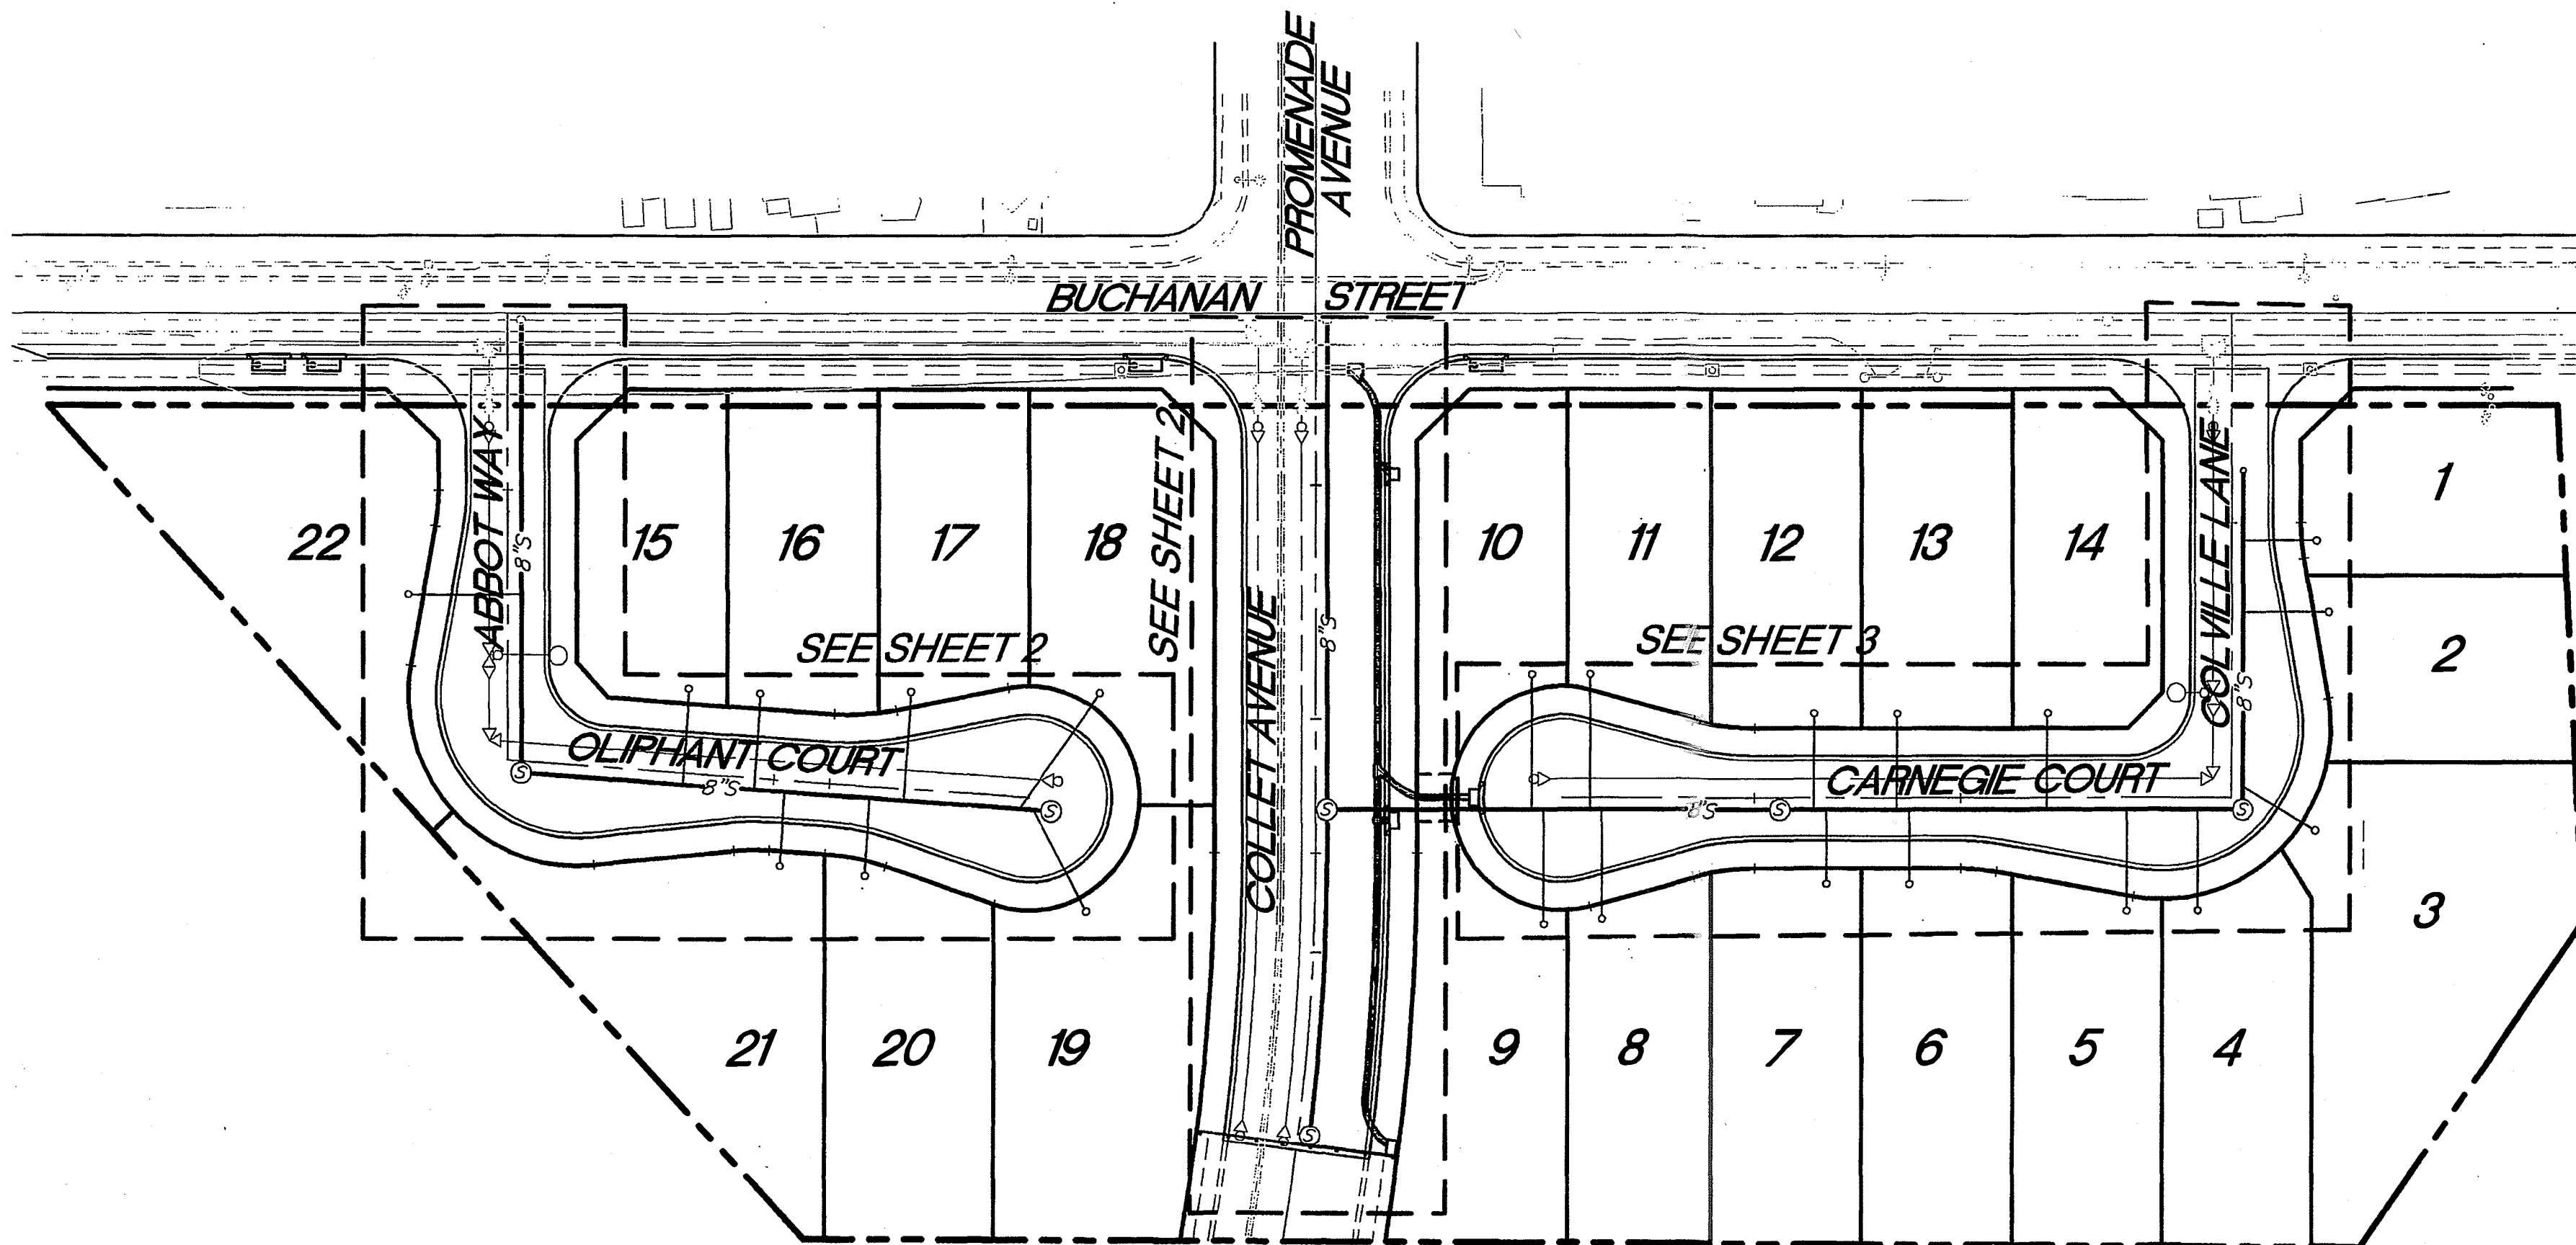 PROMENADE
AVENUE
BUCHANAN STREET
ABBOT WAY
8"S
22
15
16
17
18
SEE SHEET 2
SEE SHEET 2
OLIPHANT COURT
8"S
COLLET AVENUE
8"S
10
11
12
13
14
SEE SHEET 3
COLVILLE LANE
8"S
CARNEGIE COURT
8"S
1
2
3
21
20
19
9
8
7
6
5
4
S
S
S
S
S
S